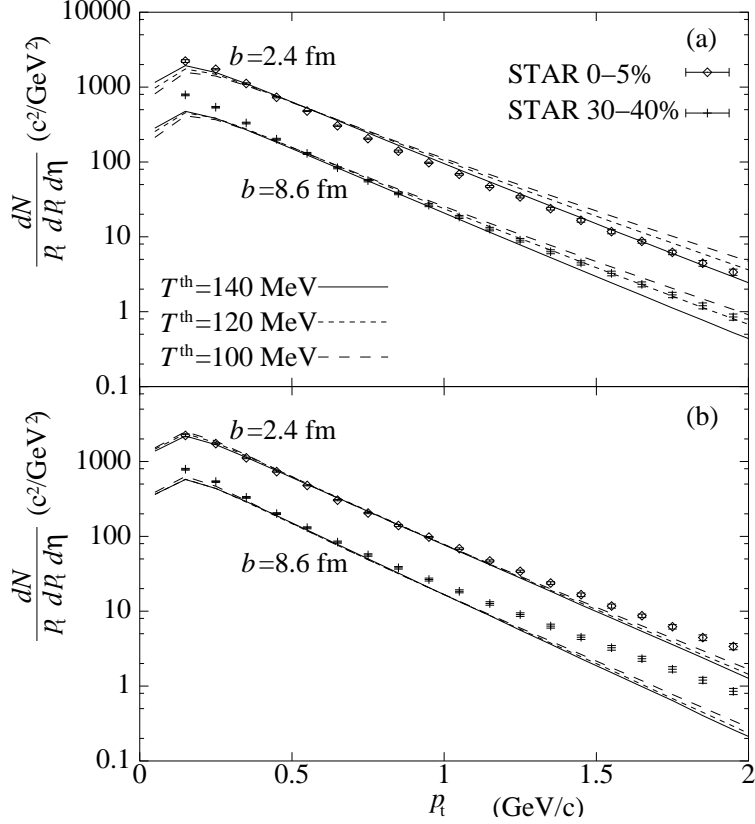 10000
1000
100
10
1
0.1
dN
pₜ dPₜ dη
(c²/GeV²)
(a)
b=2.4 fm
STAR 0–5%
STAR 30–40%
b=8.6 fm
Tᵗʰ=140 MeV
Tᵗʰ=120 MeV
Tᵗʰ=100 MeV
(b)
b=2.4 fm
1000
100
10
1
0.1
dN
pₜ dPₜ dη
(c²/GeV²)
b=8.6 fm
0 0.5 1 1.5 2
pₜ (GeV/c)